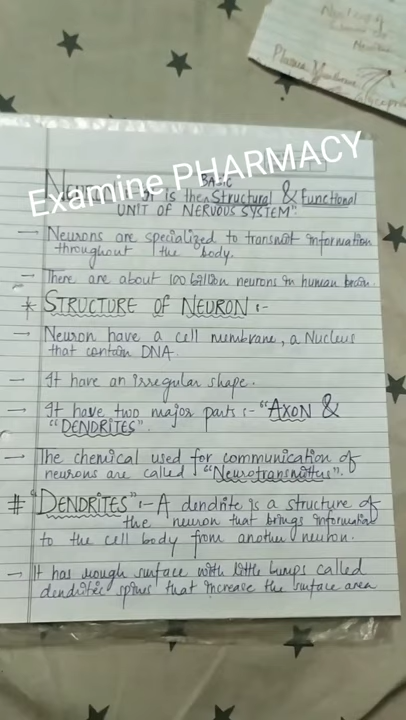 Examine PHARMACY
It is the Structural & Functional
BASIC
UNIT OF NERVOUS SYSTEM"
— Neurons are specialized to transmit information
throughout the body.
— There are about 100 billion neurons in human brain.
* STRUCTURE OF NEURON :-
— Neuron have a cell membrane, a Nucleus
that contain DNA.
— It have an irregular shape.
— It have two major parts :- "AXON &
"DENDRITES".
— The chemical used for communication of
neurons are called "Neurotransmitters".
# "DENDRITES" :- A dendrite is a structure of
the neuron that brings information
to the cell body from another neuron.
— It has rough surface with little bumps called
dendrites spines that increase the surface area
Plasma